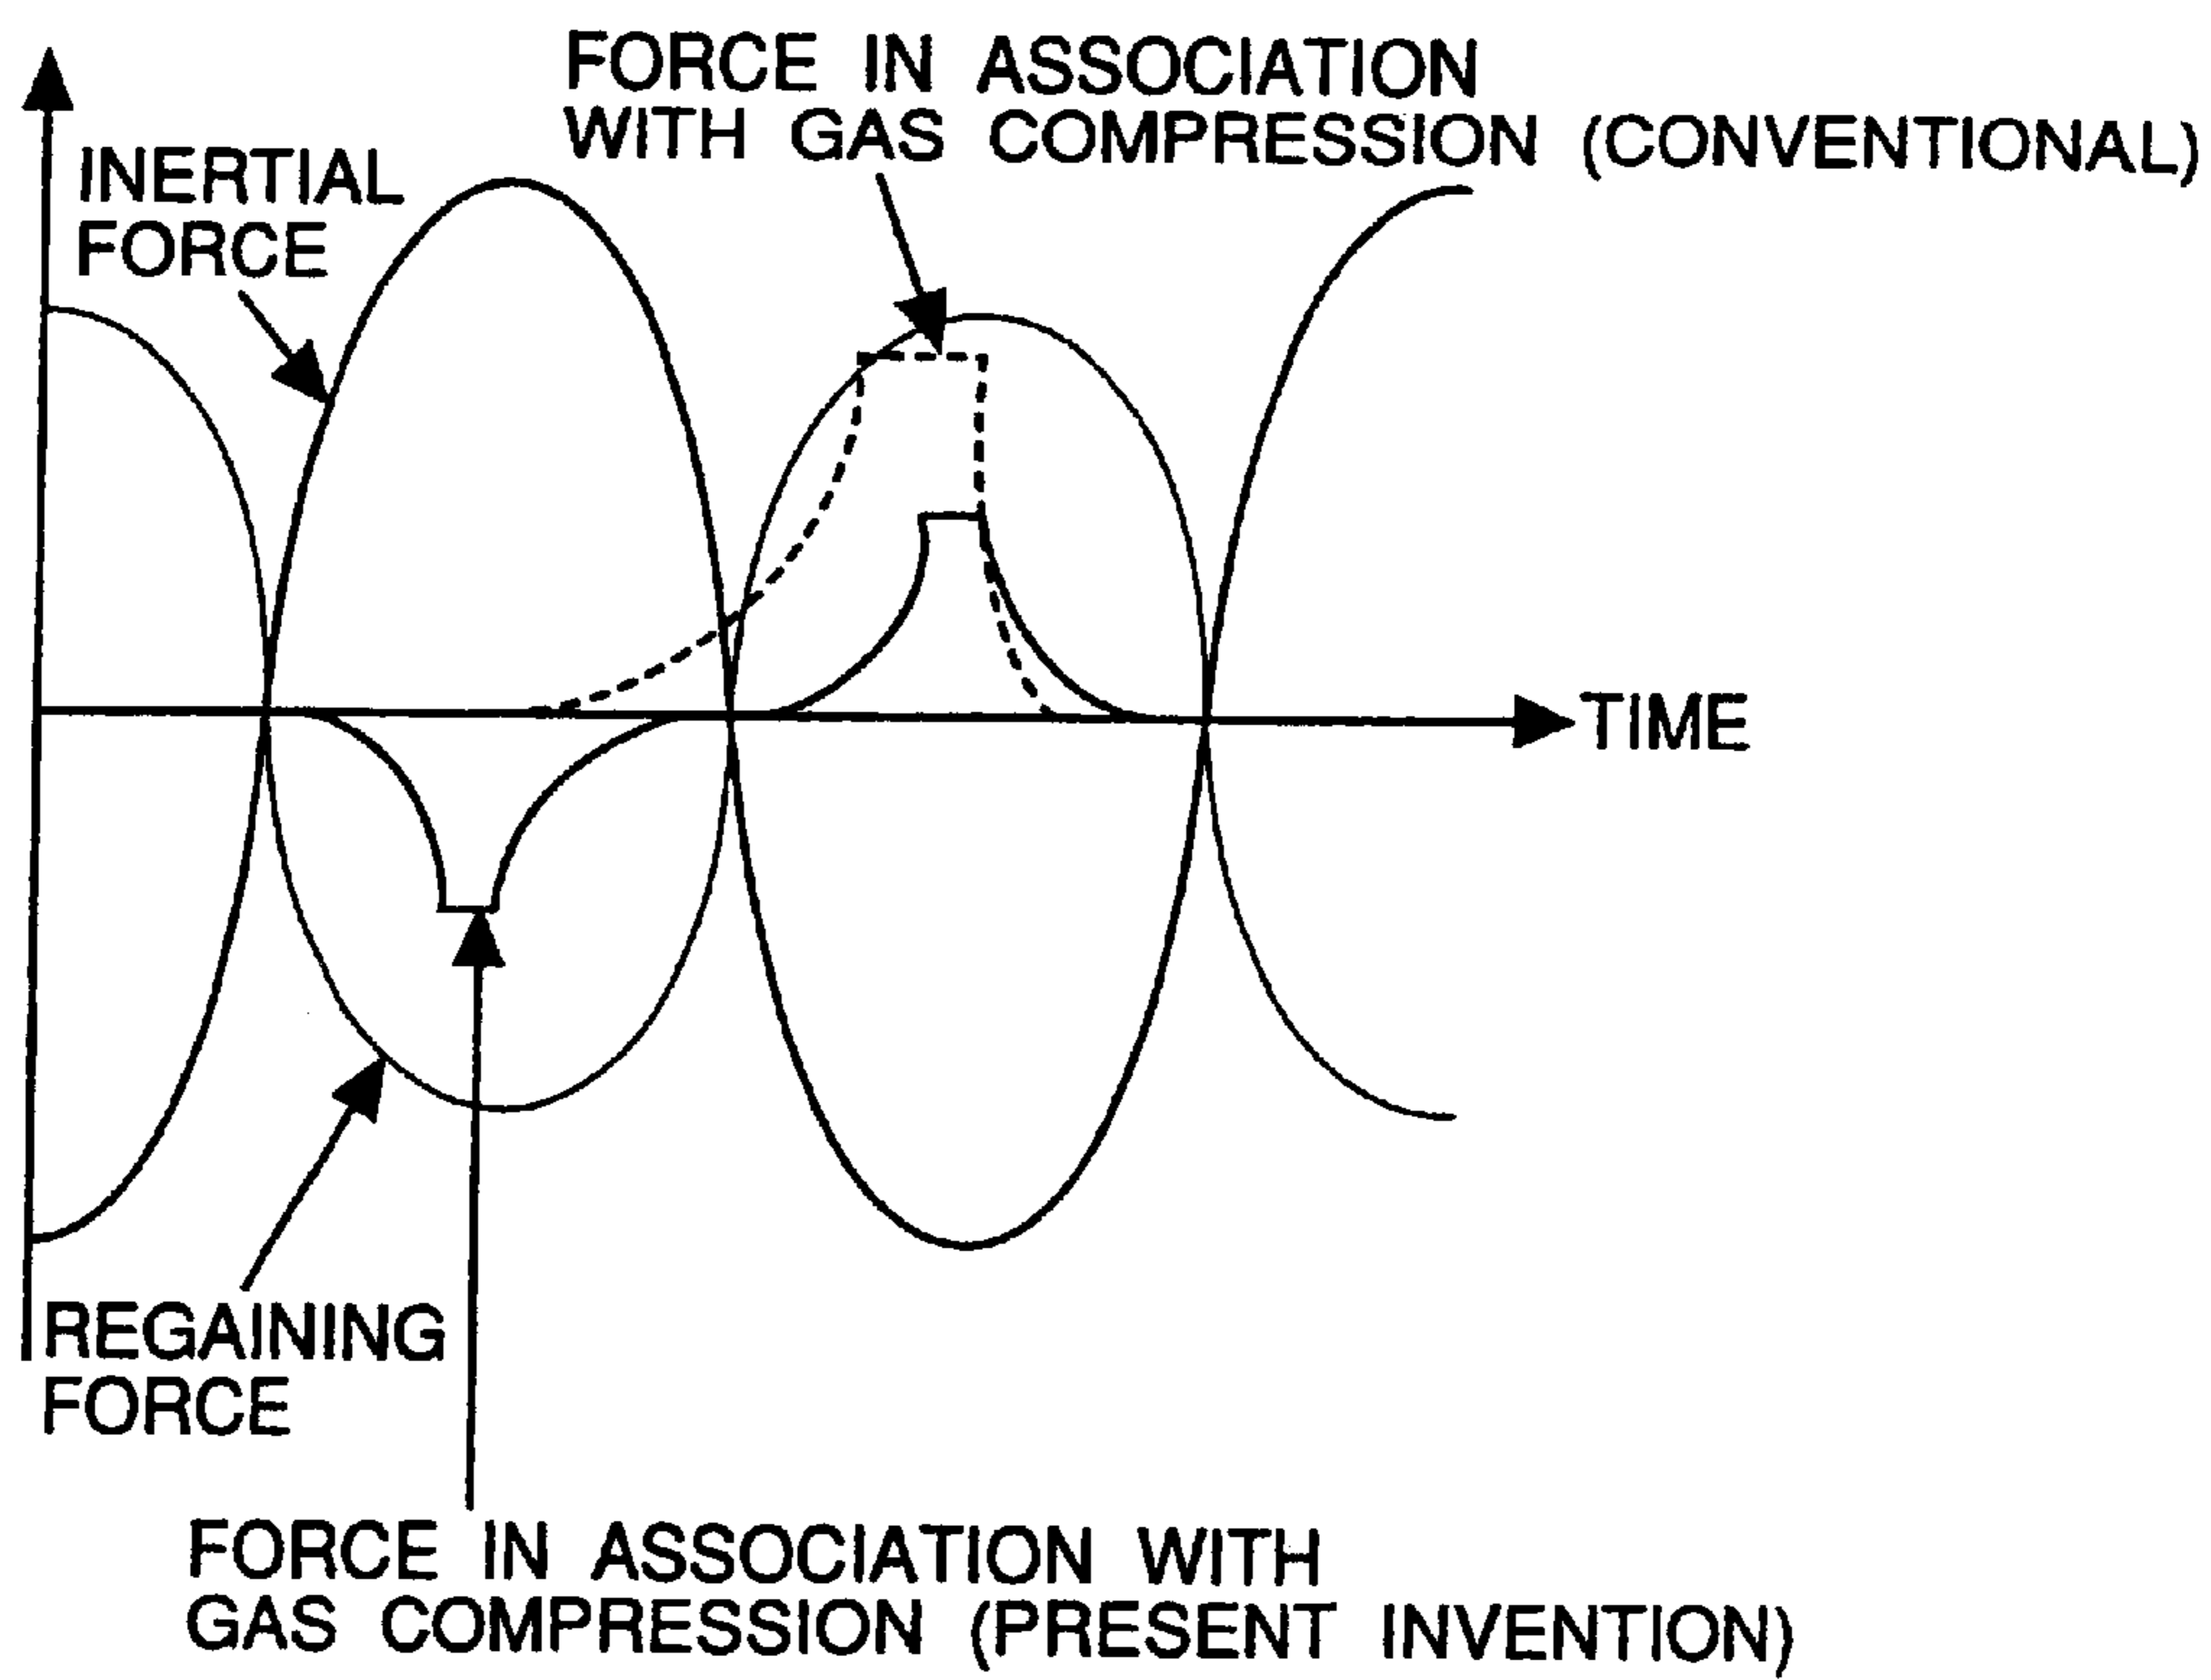 FORCE IN ASSOCIATION
WITH GAS COMPRESSION (CONVENTIONAL)
INERTIAL
FORCE
TIME
REGAINING
FORCE
FORCE IN ASSOCIATION WITH
GAS COMPRESSION (PRESENT INVENTION)